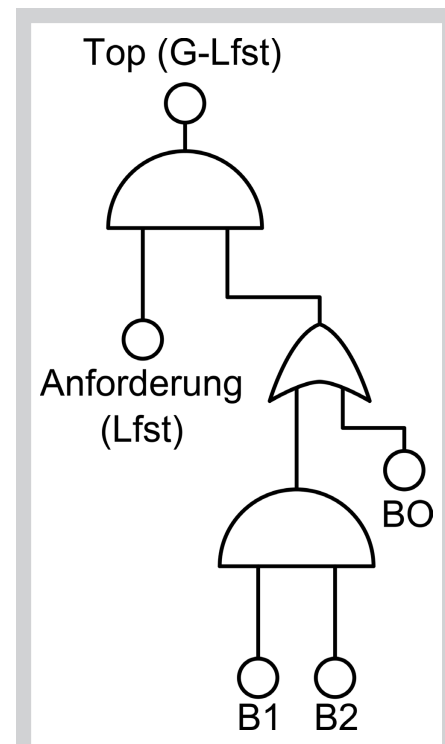 Top (G-Lfst)
Anforderung
(Lfst)
BO
B1 B2